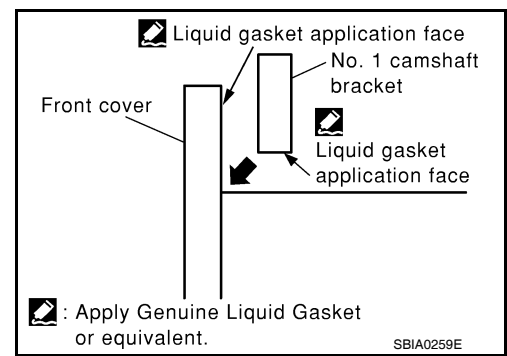 Liquid gasket application face
No. 1 camshaft
bracket
Front cover
Liquid gasket
application face
: Apply Genuine Liquid Gasket
or equivalent.
SBIA0259E